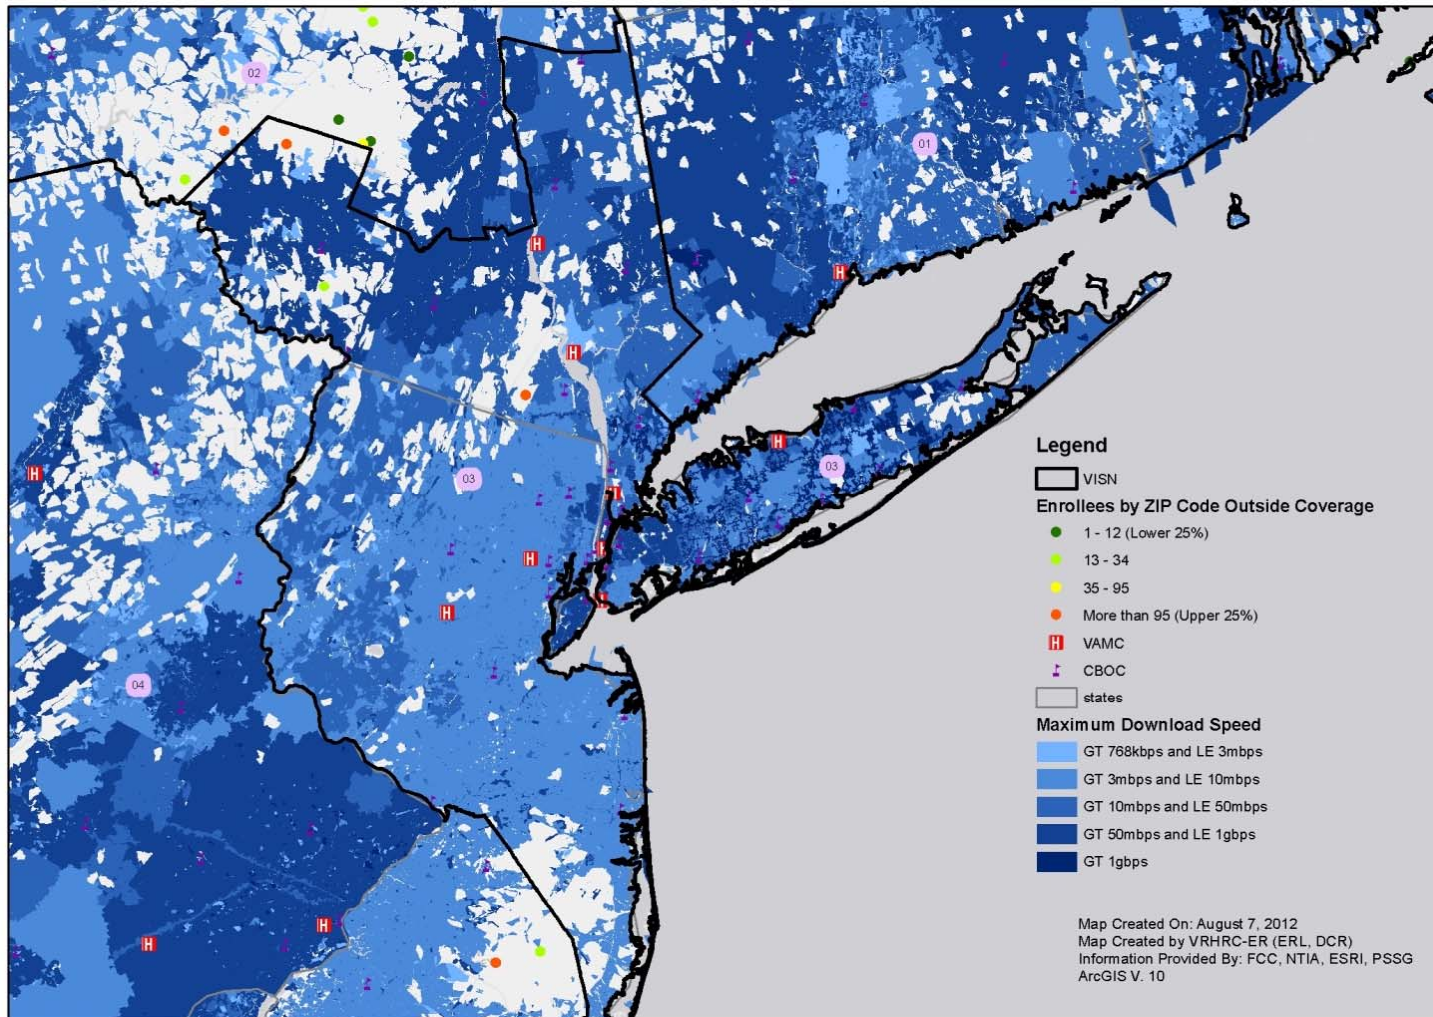 02
01
03
03
04
H
H
H
H
H
H
H
H
H
H
H
H
Legend
VISN
Enrollees by ZIP Code Outside Coverage
1 - 12 (Lower 25%)
13 - 34
35 - 95
More than 95 (Upper 25%)
H VAMC
CBOC
states
Maximum Download Speed
GT 768kbps and LE 3mbps
GT 3mbps and LE 10mbps
GT 10mbps and LE 50mbps
GT 50mbps and LE 1gbps
GT 1gbps
Map Created On: August 7, 2012
Map Created by VRHRC-ER (ERL, DCR)
Information Provided By: FCC, NTIA, ESRI, PSSG
ArcGIS V. 10